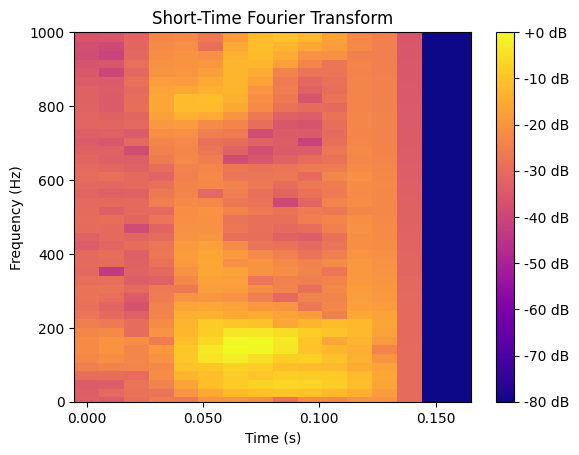 Short-Time Fourier Transform
Frequency (Hz)
1000
800
600
400
200
0
0.000
0.050
0.100
0.150
Time (s)
+0 dB
-10 dB
-20 dB
-30 dB
-40 dB
-50 dB
-60 dB
-70 dB
-80 dB